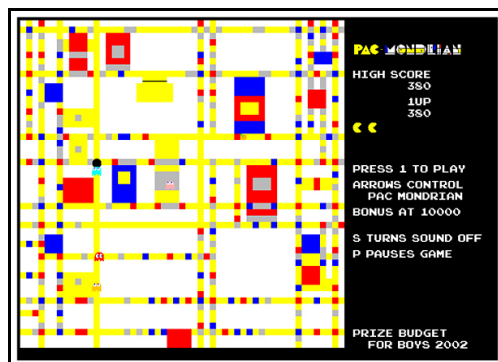 PAC-MONDRIAN
HIGH SCORE
380
1UP
380
PRESS 1 TO PLAY
ARROWS CONTROL
PAC MONDRIAN
BONUS AT 10000
S TURNS SOUND OFF
P PAUSES GAME
PRIZE BUDGET
FOR BOYS 2002